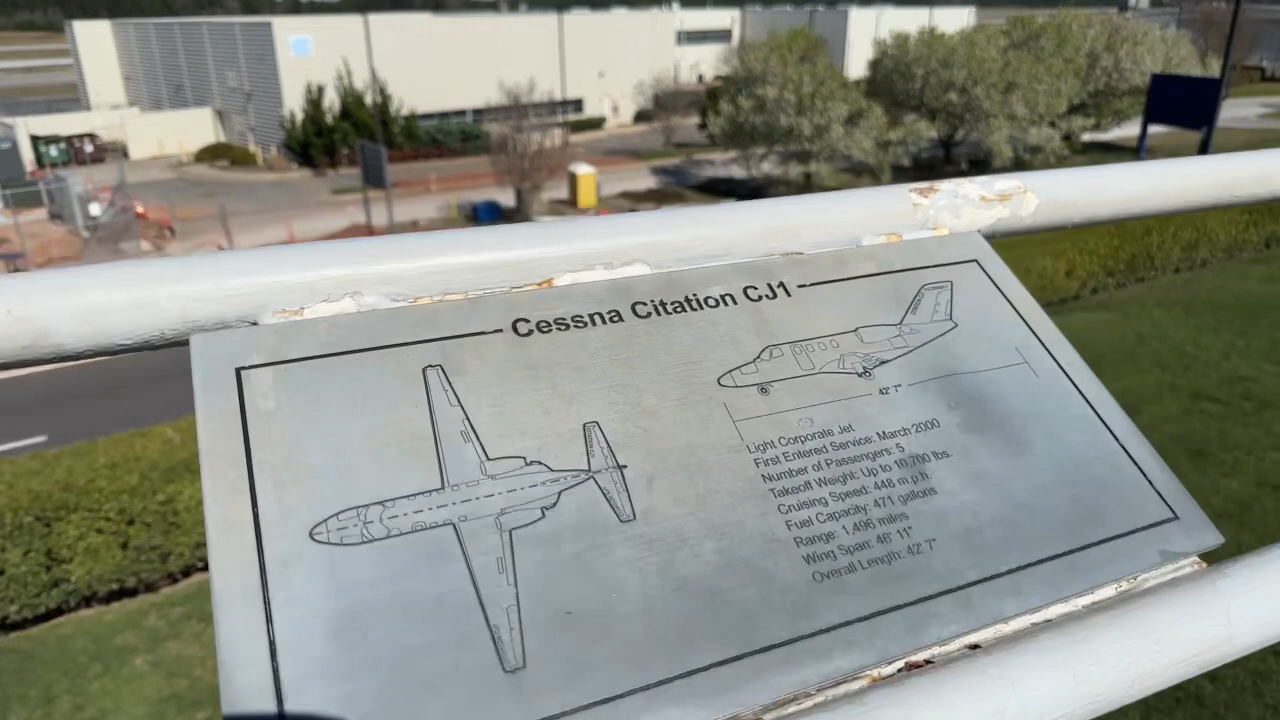 Cessna Citation CJ1
42' 7"
Light Corporate Jet
First Entered Service: March 2000
Number of Passengers: 5
Takeoff Weight: Up to 10,700 lbs.
Cruising Speed: 448 m.p.h.
Fuel Capacity: 471 gallons
Range: 1,496 miles
Wing Span: 46' 11"
Overall Length: 42' 7"